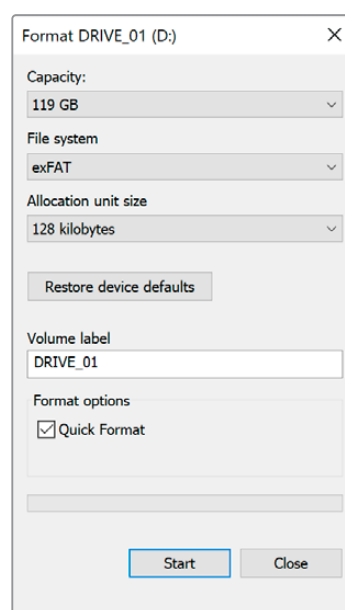 Format DRIVE_01 (D:)
Capacity:
119 GB
File system
exFAT
Allocation unit size
128 kilobytes
Restore device defaults
Volume label
DRIVE_01
Format options
Quick Format
Start Close